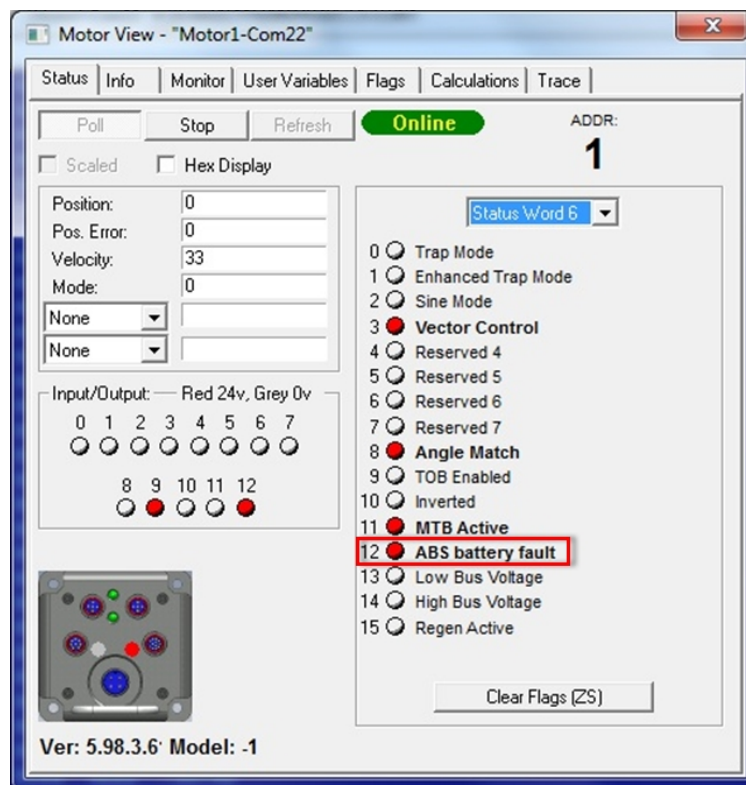 Motor View - "Motor1-Com22"
Status Info Monitor User Variables Flags Calculations Trace
Poll Stop Refresh Online ADDR:
1
Scaled Hex Display
Position: 0
Pos. Error: 0
Velocity: 33
Mode: 0
None
None
Input/Output: Red 24v, Grey 0v
0 1 2 3 4 5 6 7
8 9 10 11 12
Status Word 6
0 Trap Mode
1 Enhanced Trap Mode
2 Sine Mode
3 Vector Control
4 Reserved 4
5 Reserved 5
6 Reserved 6
7 Reserved 7
8 Angle Match
9 TOB Enabled
10 Inverted
11 MTB Active
12 ABS battery fault
13 Low Bus Voltage
14 High Bus Voltage
15 Regen Active
Clear Flags (ZS)
Ver: 5.98.3.6 Model: -1